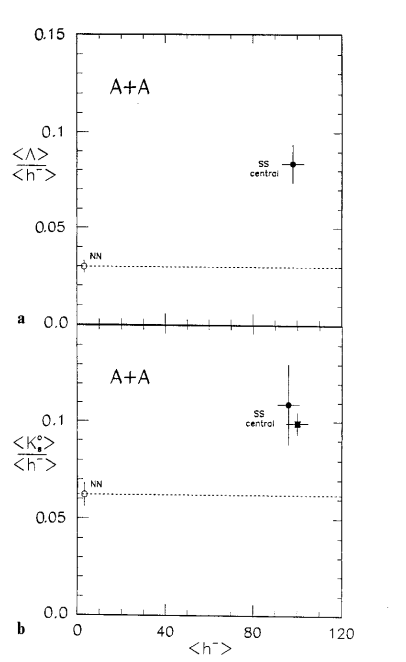 0.15
A+A
0.1
<Λ>
<h⁻>
SS
central
0.05
NN
a
0.0
A+A
0.1
SS
central
<K°ₛ>
<h⁻>
NN
0.05
b
0.0
0 40 80 120
<h⁻>